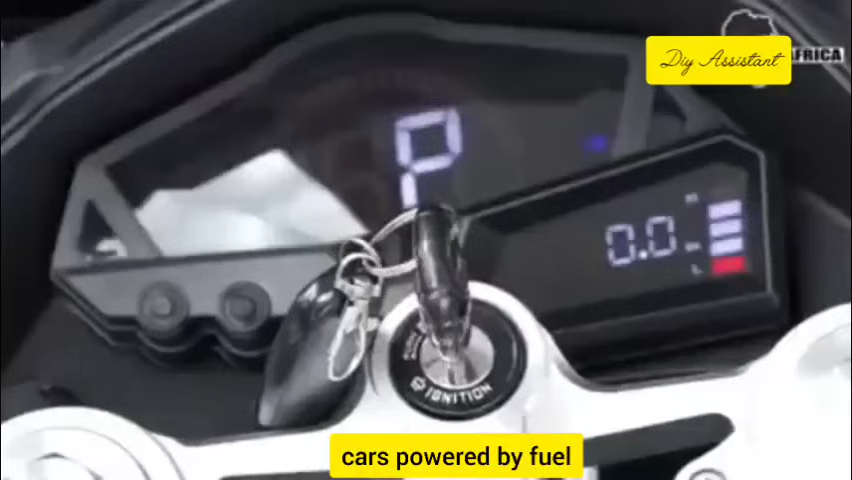 Diy Assistant
AFRICA
P
0.0
IGNITION
cars powered by fuel